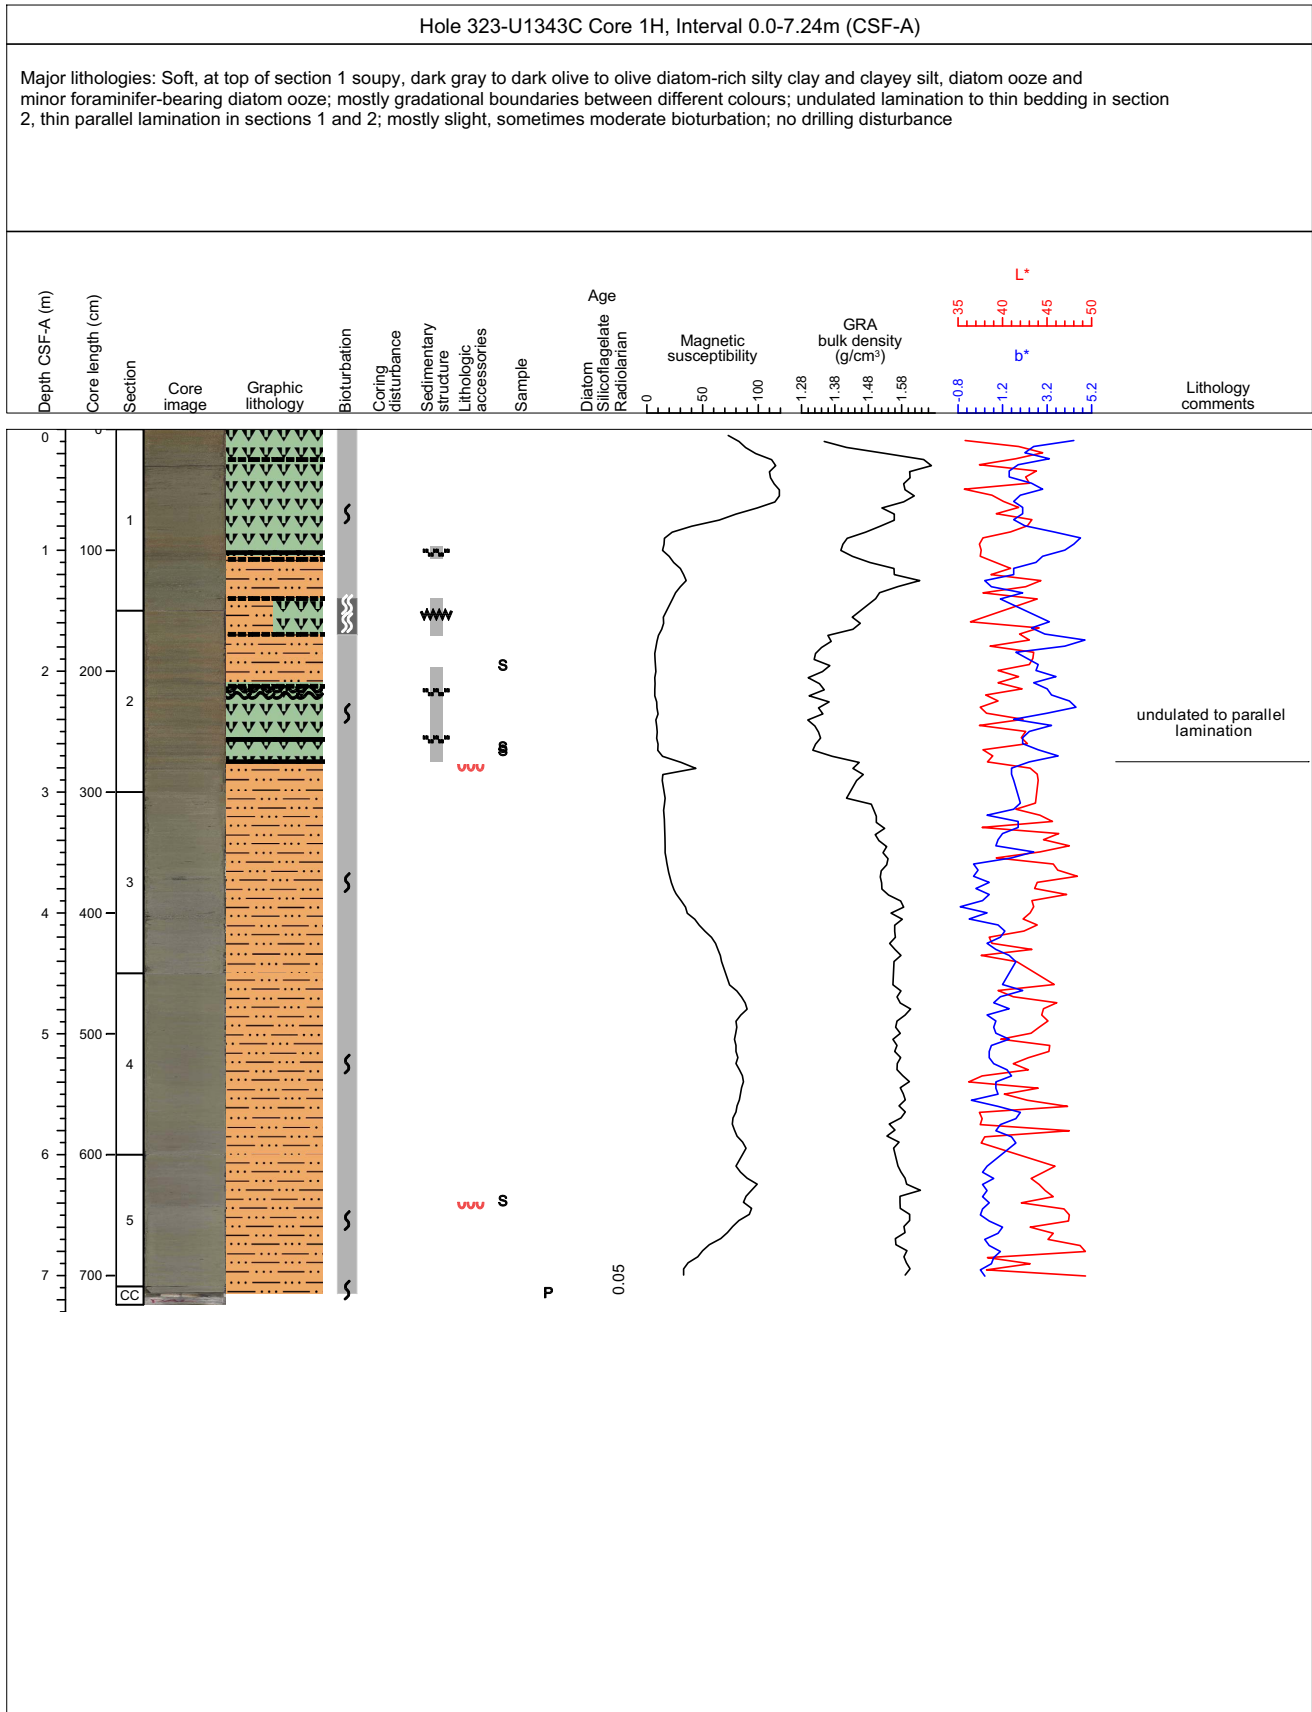 Hole 323-U1343C Core 1H, Interval 0.0-7.24m (CSF-A)
Major lithologies: Soft, at top of section 1 soupy, dark gray to dark olive to olive diatom-rich silty clay and clayey silt, diatom ooze and
minor foraminifer-bearing diatom ooze; mostly gradational boundaries between different colours; undulated lamination to thin bedding in section
2, thin parallel lamination in sections 1 and 2; mostly slight, sometimes moderate bioturbation; no drilling disturbance
Depth CSF-A (m)
Core length (cm)
Section
Core
image
Graphic
lithology
Bioturbation
Coring
disturbance
Sedimentary
structure
Lithologic
accessories
Sample
Age
Diatom
Silicoflagelate
Radiolarian
Magnetic
susceptibility
0 50 100
GRA
bulk density
(g/cm³)
1.28 1.38 1.48 1.58
L*
35 40 45 50
b*
-0.8 1.2 3.2 5.2
Lithology
comments
0 0
1
1 100
S
2 200
2
undulated to parallel
lamination
S
S
3 300
3
4 400
5 500
4
6 600
S
5
7 700
CC
P
0.05